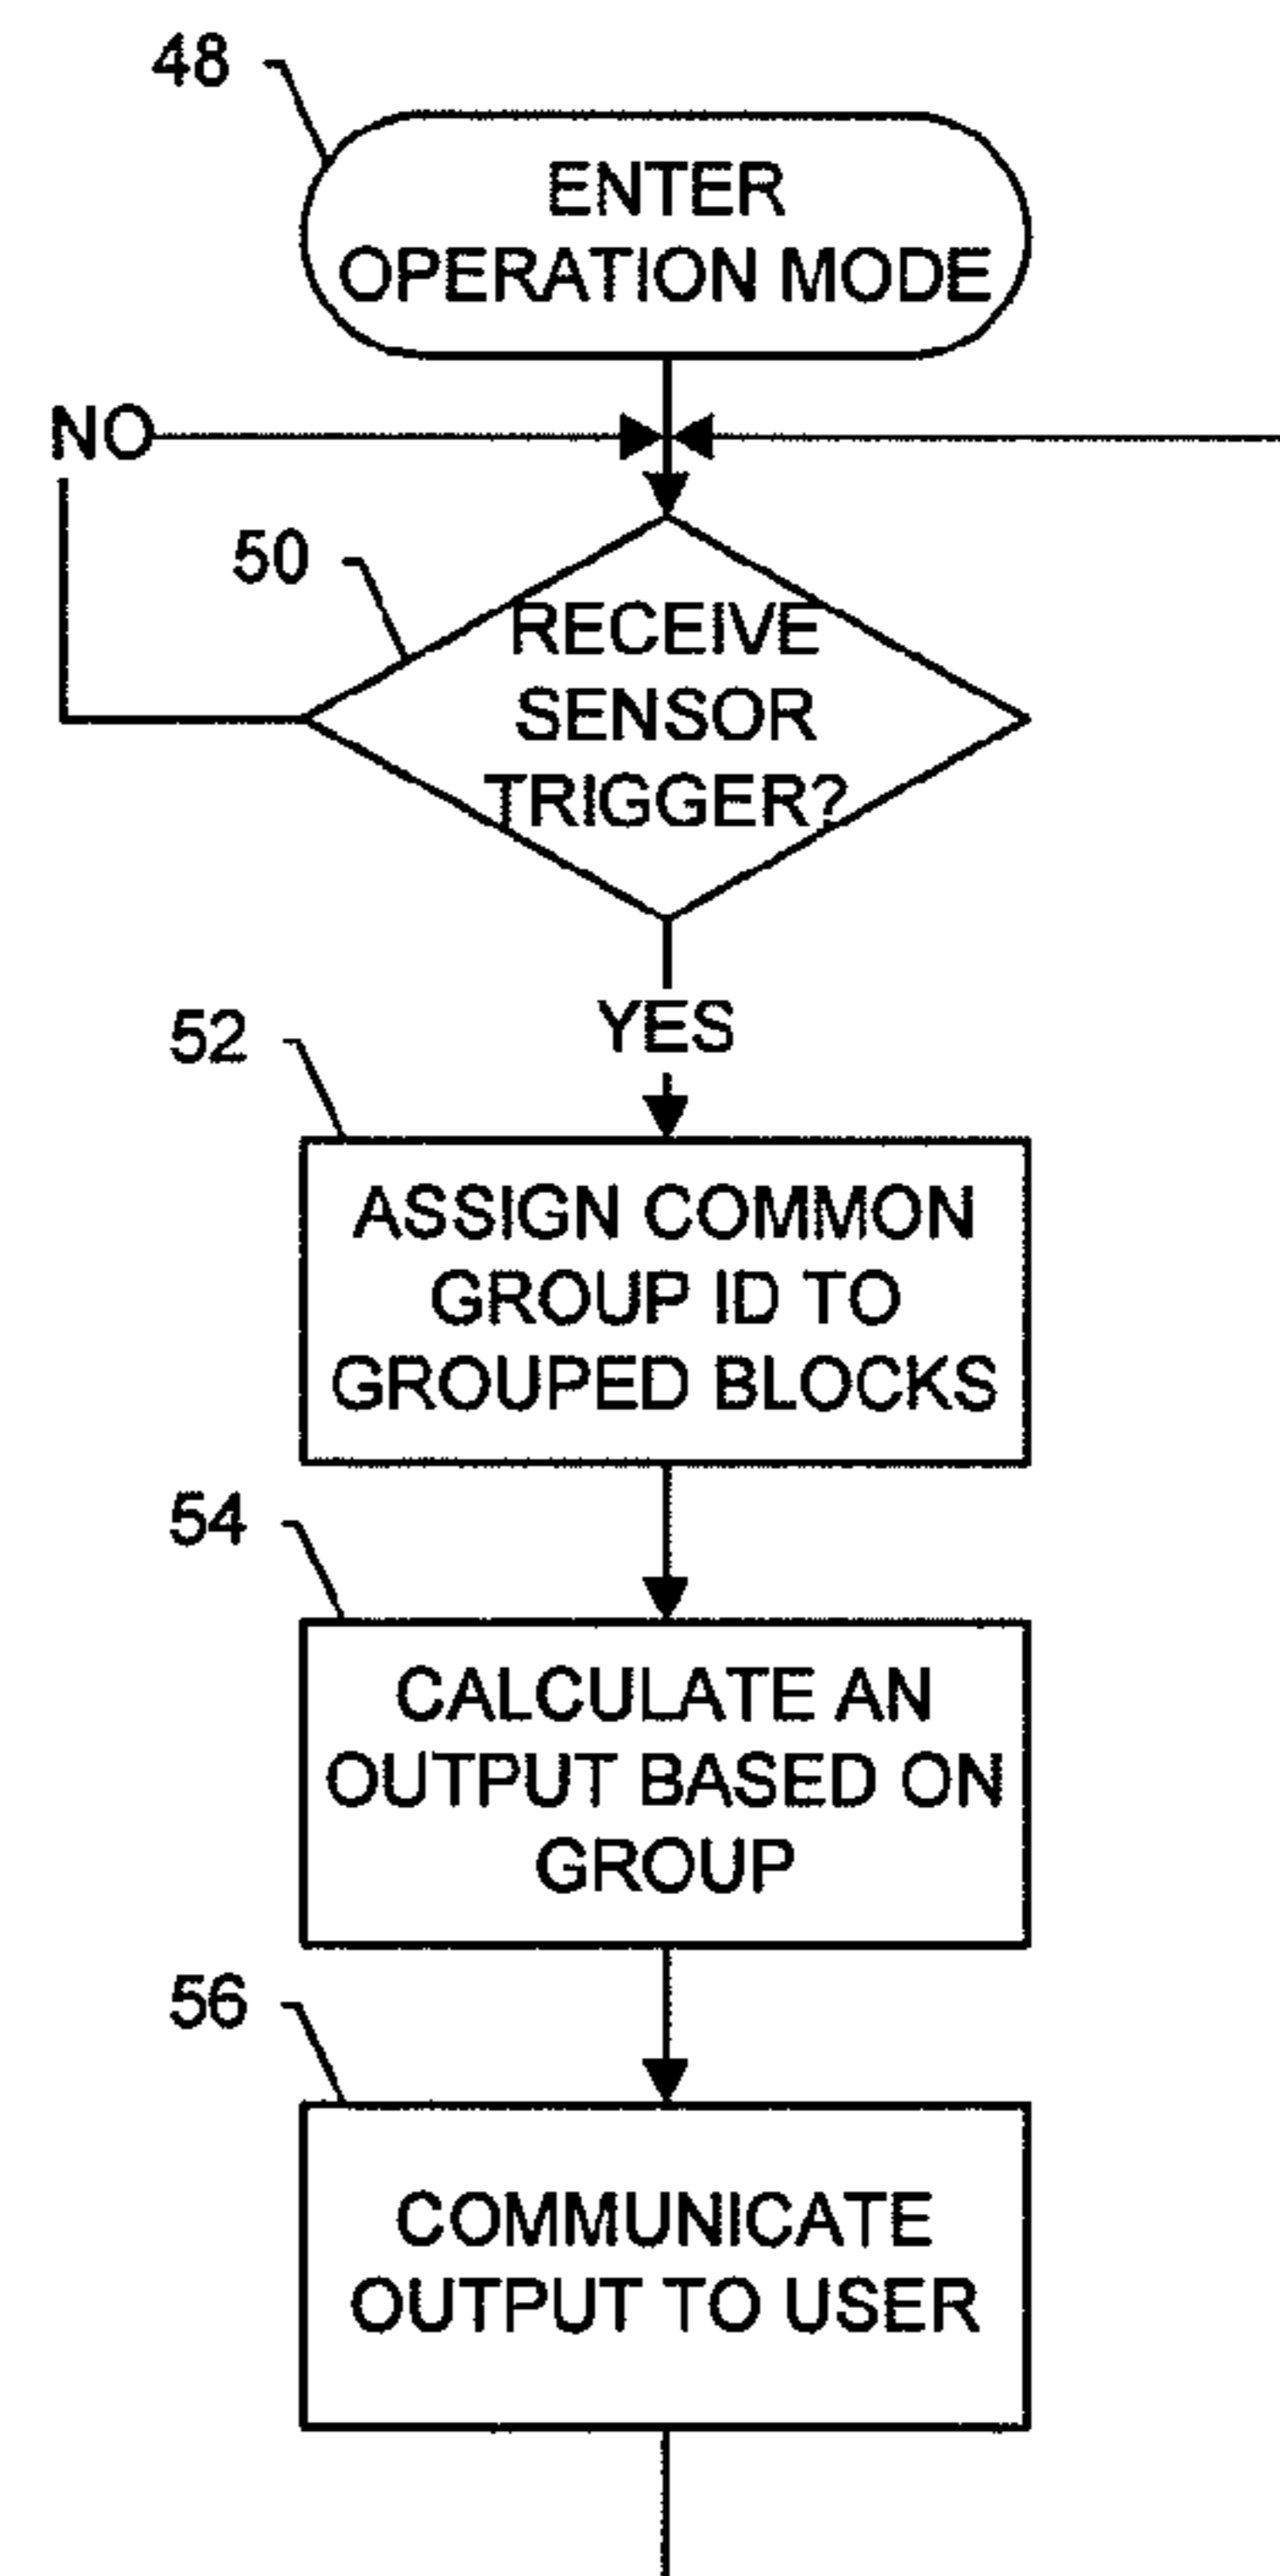 48
ENTER
OPERATION MODE
NO
50
RECEIVE
SENSOR
TRIGGER?
YES
52
ASSIGN COMMON
GROUP ID TO
GROUPED BLOCKS
54
CALCULATE AN
OUTPUT BASED ON
GROUP
56
COMMUNICATE
OUTPUT TO USER